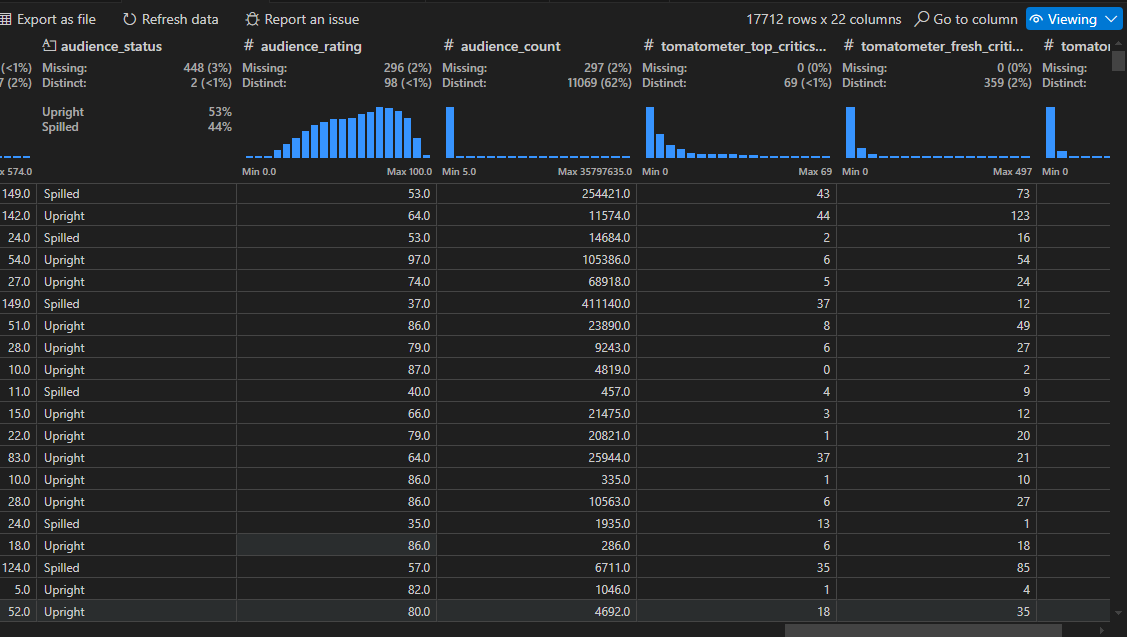 Export as file Refresh data Report an issue 17712 rows x 22 columns Go to column Viewing
audience_status # audience_rating # audience_count # tomatometer_top_critics... # tomatometer_fresh_criti... # tomator
(<1%) Missing: 448 (3%) Missing: 296 (2%) Missing: 297 (2%) Missing: 0 (0%) Missing: 0 (0%) Missing:
7 (2%) Distinct: 2 (<1%) Distinct: 98 (<1%) Distinct: 11069 (62%) Distinct: 69 (<1%) Distinct: 359 (2%) Distinct:
Upright 53%
Spilled 44%
x 574.0 Min 0.0 Max 100.0 Min 5.0 Max 35797635.0 Min 0 Max 69 Min 0 Max 497 Min 0
149.0 Spilled 53.0 254421.0 43 73
142.0 Upright 64.0 11574.0 44 123
24.0 Spilled 53.0 14684.0 2 16
54.0 Upright 97.0 105386.0 6 54
27.0 Upright 74.0 68918.0 5 24
149.0 Spilled 37.0 411140.0 37 12
51.0 Upright 86.0 23890.0 8 49
28.0 Upright 79.0 9243.0 6 27
10.0 Upright 87.0 4819.0 0 2
11.0 Spilled 40.0 457.0 4 9
15.0 Upright 66.0 21475.0 3 12
22.0 Upright 79.0 20821.0 1 20
83.0 Upright 64.0 25944.0 37 21
10.0 Upright 86.0 335.0 1 10
28.0 Upright 86.0 10563.0 6 27
24.0 Spilled 35.0 1935.0 13 1
18.0 Upright 86.0 286.0 6 18
124.0 Spilled 57.0 6711.0 35 85
5.0 Upright 82.0 1046.0 1 4
52.0 Upright 80.0 4692.0 18 35